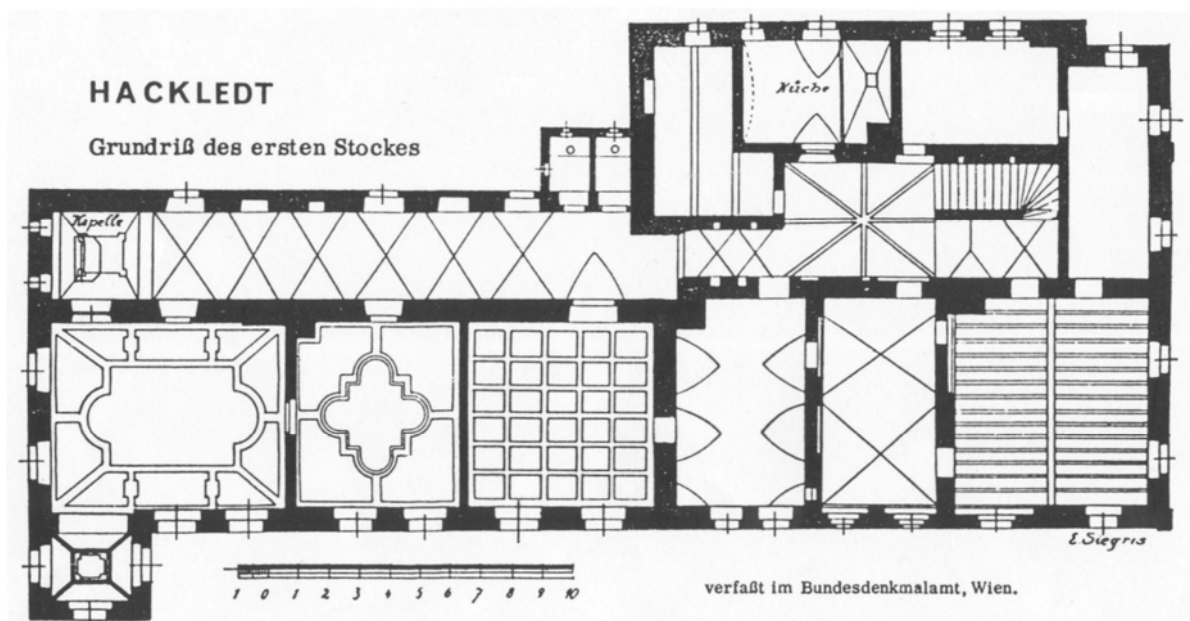 HACKLEDT
Grundriß des ersten Stockes
Küche
Kapelle
E Siegris
1 0 1 2 3 4 5 6 7 8 9 10
verfaßt im Bundesdenkmalamt, Wien.